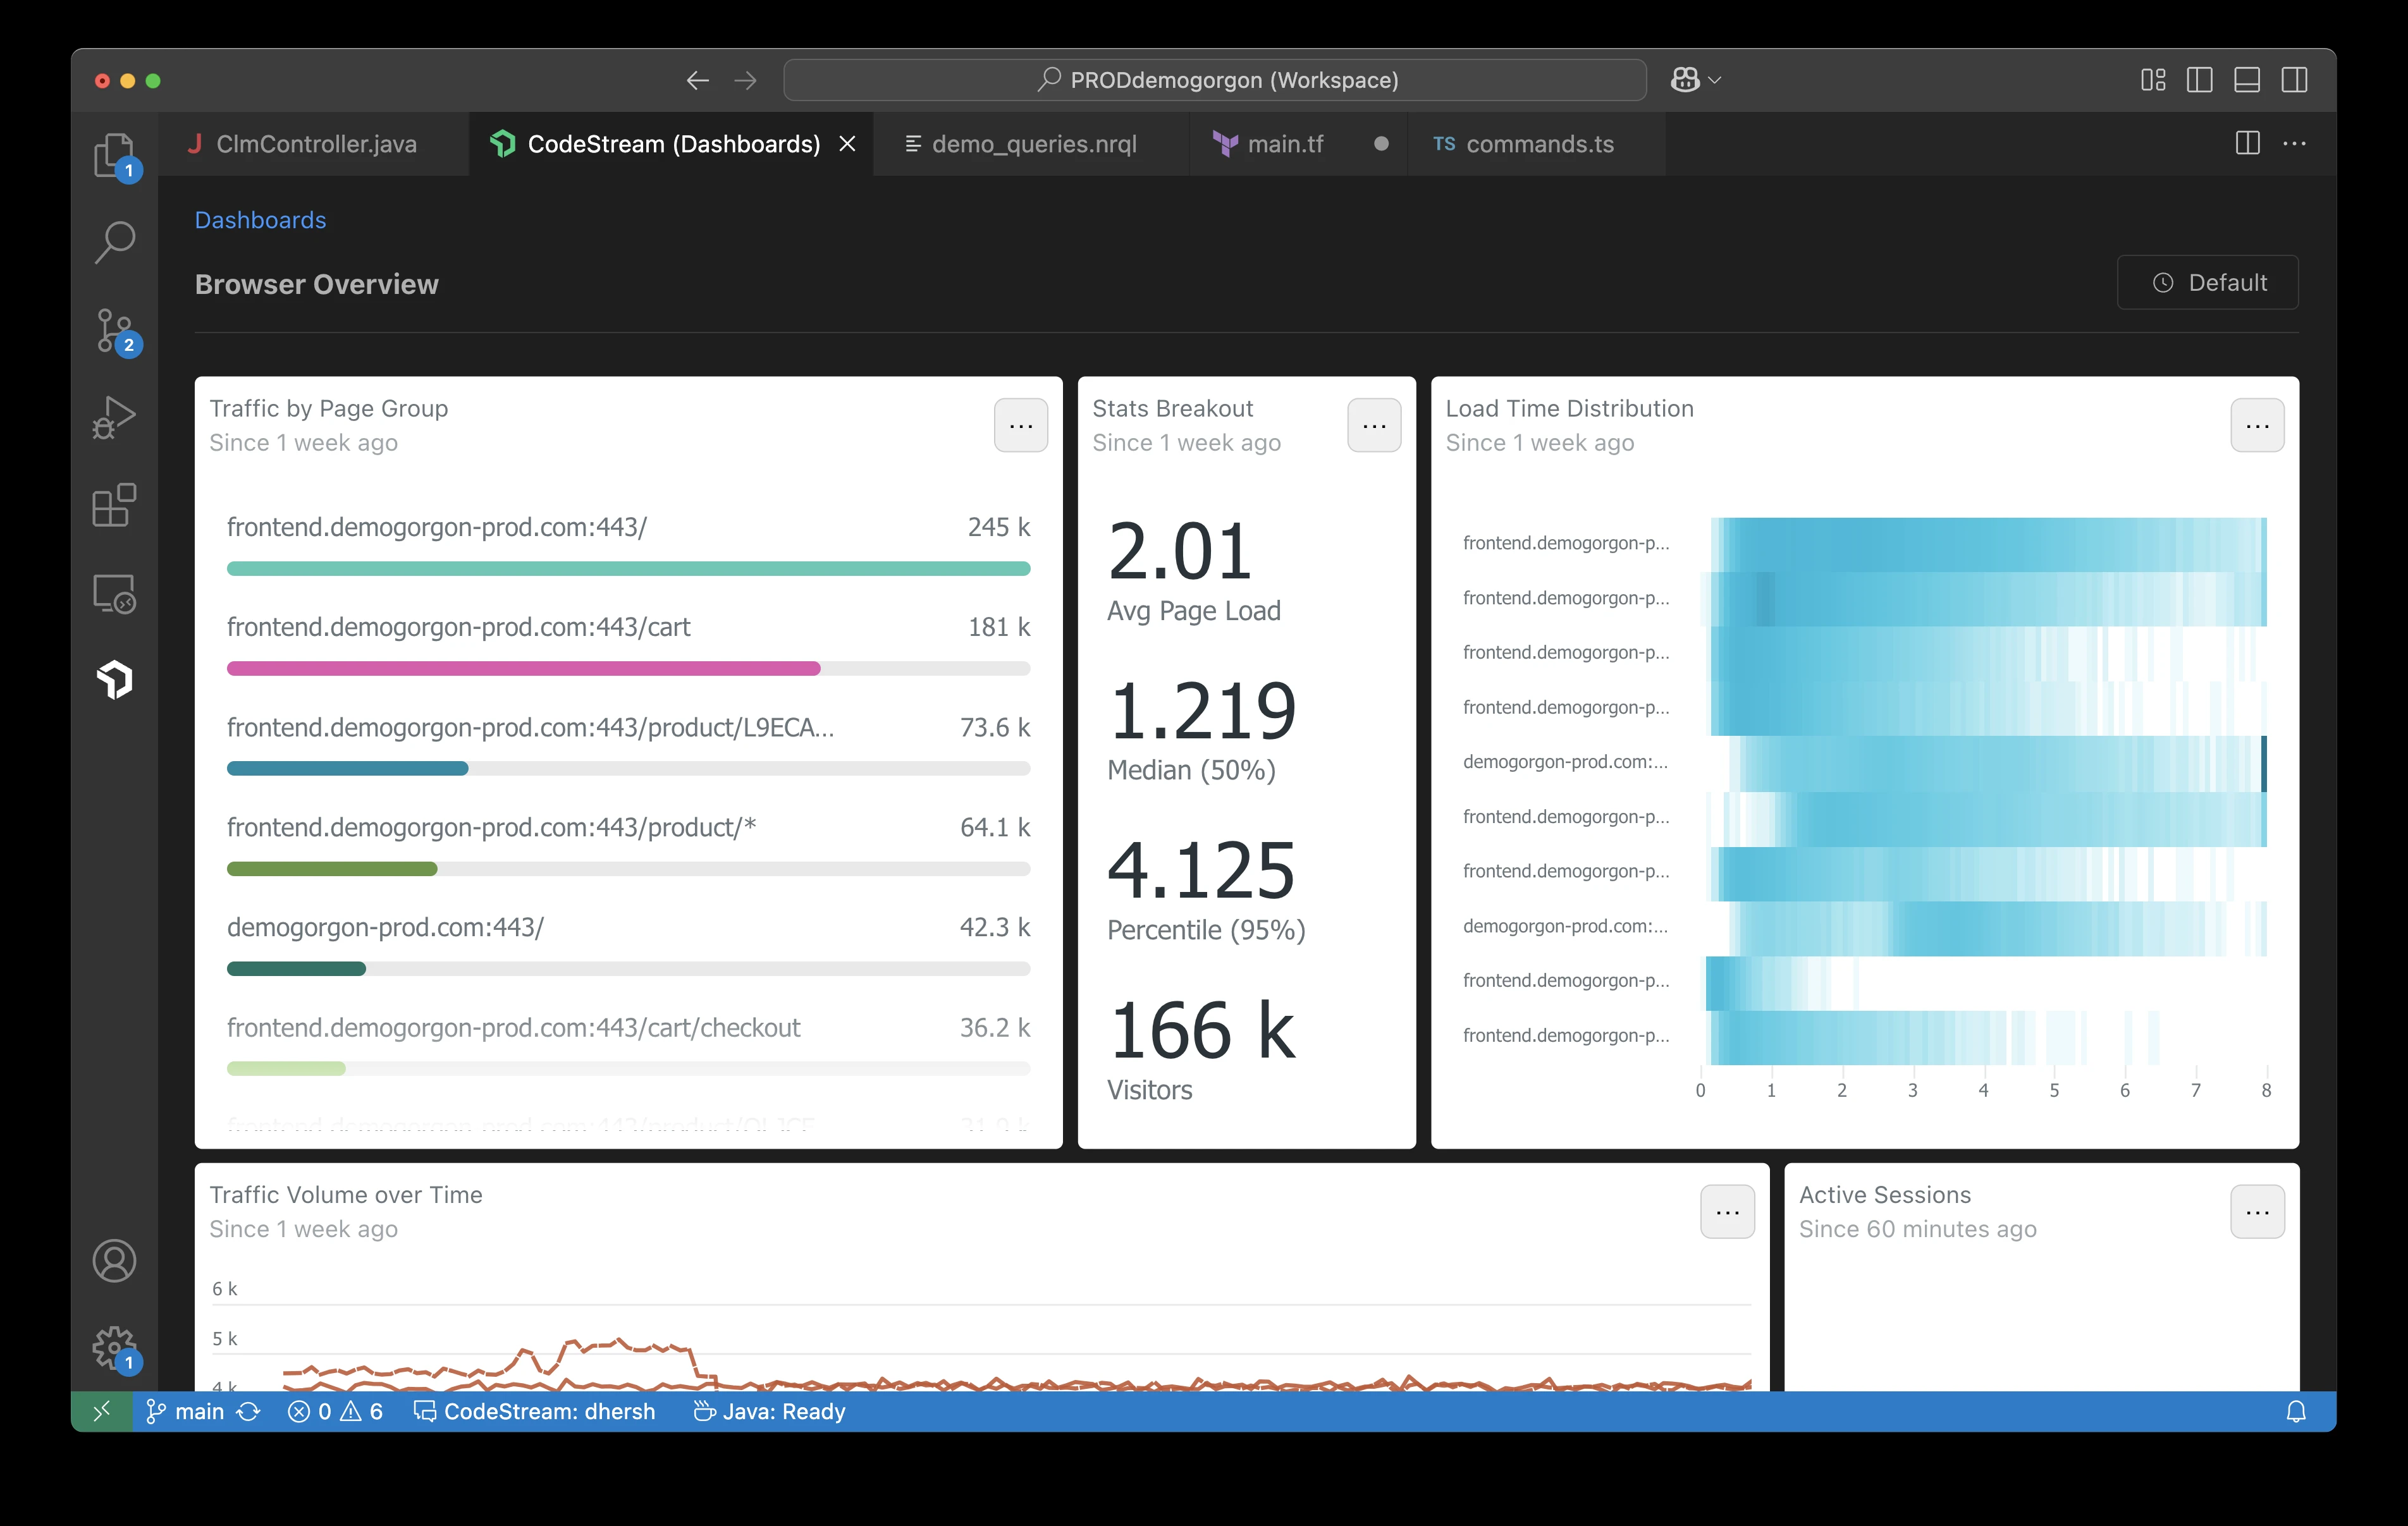 PRODdemogorgon (Workspace)
J ClmController.java
CodeStream (Dashboards)
demo_queries.nrql
main.tf
TS commands.ts
1
2
1
Dashboards
Browser Overview
Default
Traffic by Page Group
Since 1 week ago
...
frontend.demogorgon-prod.com:443/ 245 k
frontend.demogorgon-prod.com:443/cart 181 k
frontend.demogorgon-prod.com:443/product/L9ECA... 73.6 k
frontend.demogorgon-prod.com:443/product/* 64.1 k
demogorgon-prod.com:443/ 42.3 k
frontend.demogorgon-prod.com:443/cart/checkout 36.2 k
Stats Breakout
Since 1 week ago
...
2.01
Avg Page Load
1.219
Median (50%)
4.125
Percentile (95%)
166 k
Visitors
Load Time Distribution
Since 1 week ago
...
frontend.demogorgon-p...
frontend.demogorgon-p...
frontend.demogorgon-p...
frontend.demogorgon-p...
demogorgon-prod.com:...
frontend.demogorgon-p...
frontend.demogorgon-p...
demogorgon-prod.com:...
frontend.demogorgon-p...
frontend.demogorgon-p...
0 1 2 3 4 5 6 7 8
Traffic Volume over Time
Since 1 week ago
...
6 k
5 k
4 k
Active Sessions
Since 60 minutes ago
...
main 0 6 CodeStream: dhersh Java: Ready